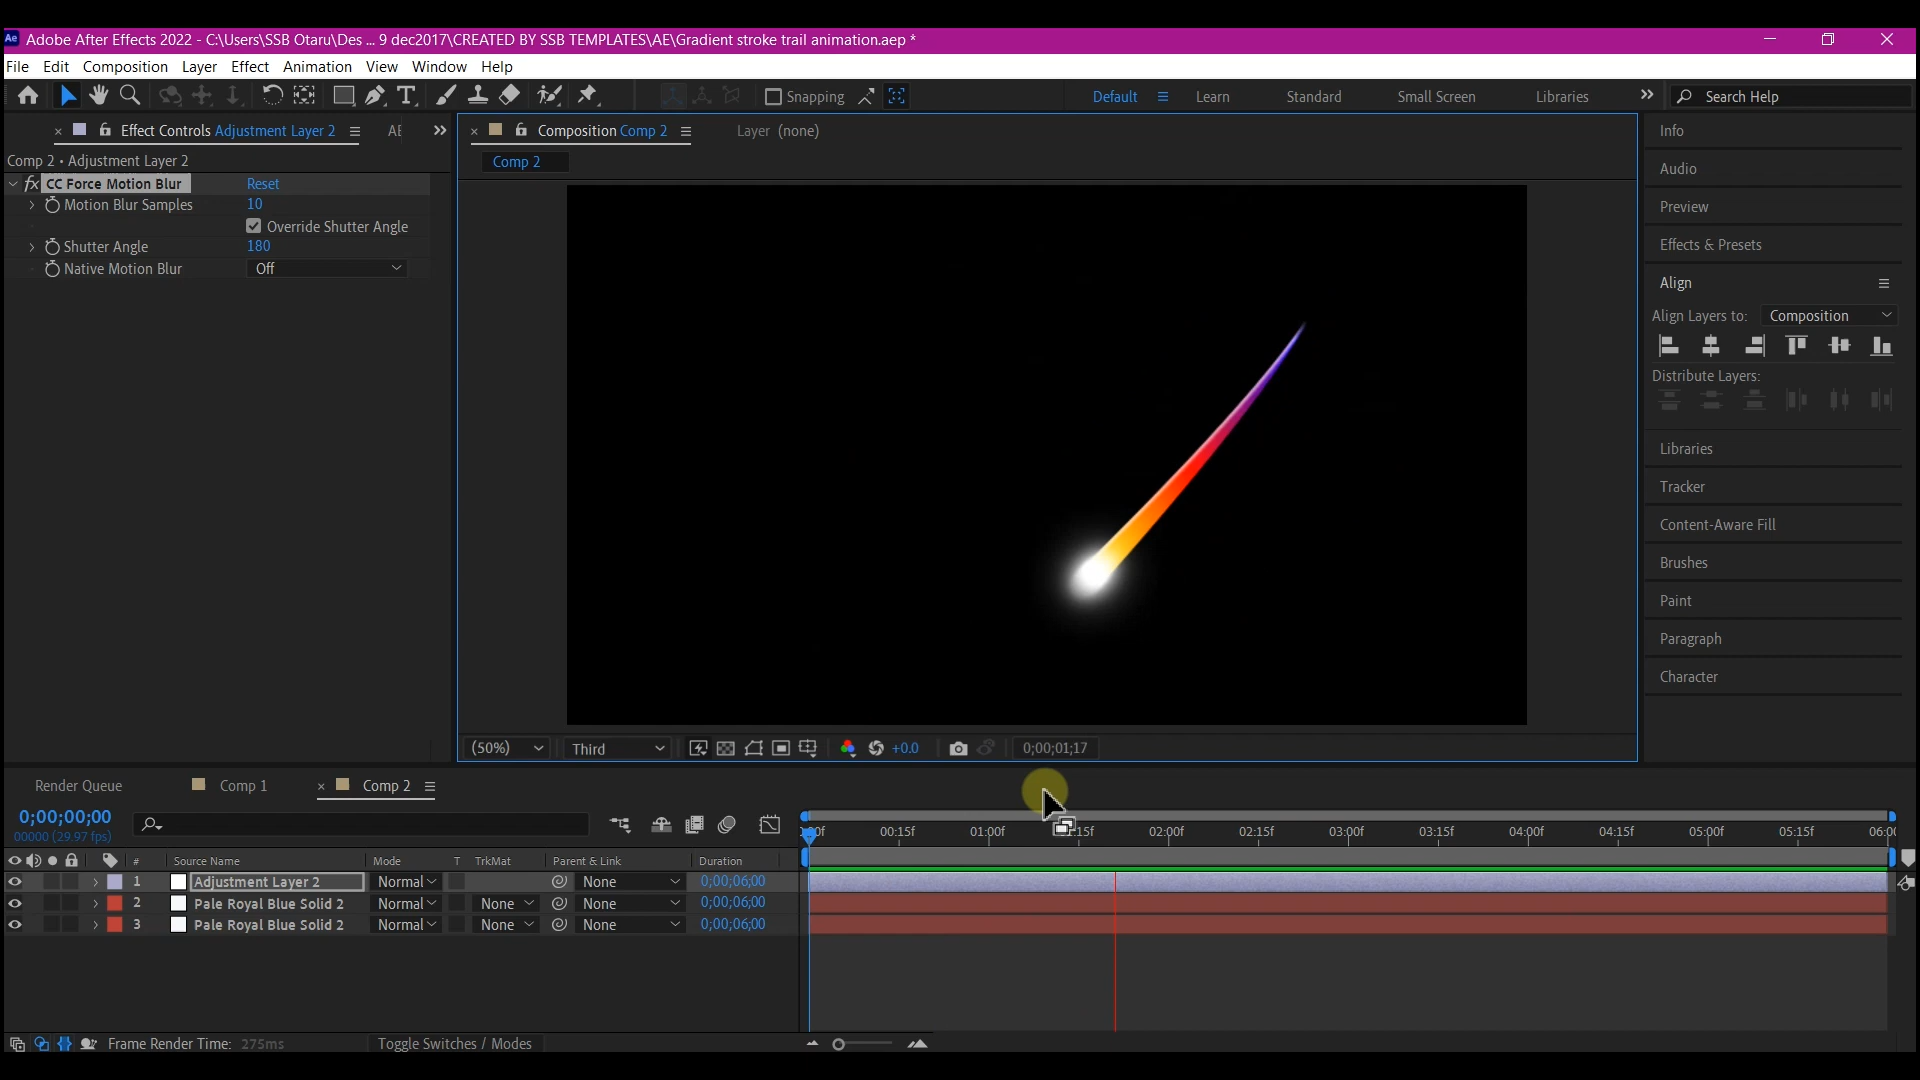 Ae Adobe After Effects 2022 - C:\Users\SSB Otaru\Des ... 9 dec2017\CREATED BY SSB TEMPLATES\AE\Gradient stroke trail animation.aep *
File Edit Composition Layer Effect Animation View Window Help
Snapping Default Learn Standard Small Screen Libraries Search Help
Effect Controls Adjustment Layer 2
Composition Comp 2 Layer (none)
Comp 2 • Adjustment Layer 2
Comp 2
fx CC Force Motion Blur Reset
Motion Blur Samples 10
Override Shutter Angle
Shutter Angle 180
Native Motion Blur Off
Info
Audio
Preview
Effects & Presets
Align
Align Layers to: Composition
Distribute Layers:
Libraries
Tracker
Content-Aware Fill
Brushes
Paint
Paragraph
Character
(50%) Third +0.0 0;00;01;17
Render Queue Comp 1 Comp 2
0;00;00;00
00000 (29.97 fps)
00:15f 01:00f 02:00f 02:15f 03:00f 03:15f 04:00f 04:15f 05:00f 05:15f
# Source Name Mode T TrkMat Parent & Link Duration
1 Adjustment Layer 2 Normal None 0;00;06;00
2 Pale Royal Blue Solid 2 Normal None None 0;00;06;00
3 Pale Royal Blue Solid 2 Normal None None 0;00;06;00
Frame Render Time: 275ms Toggle Switches / Modes